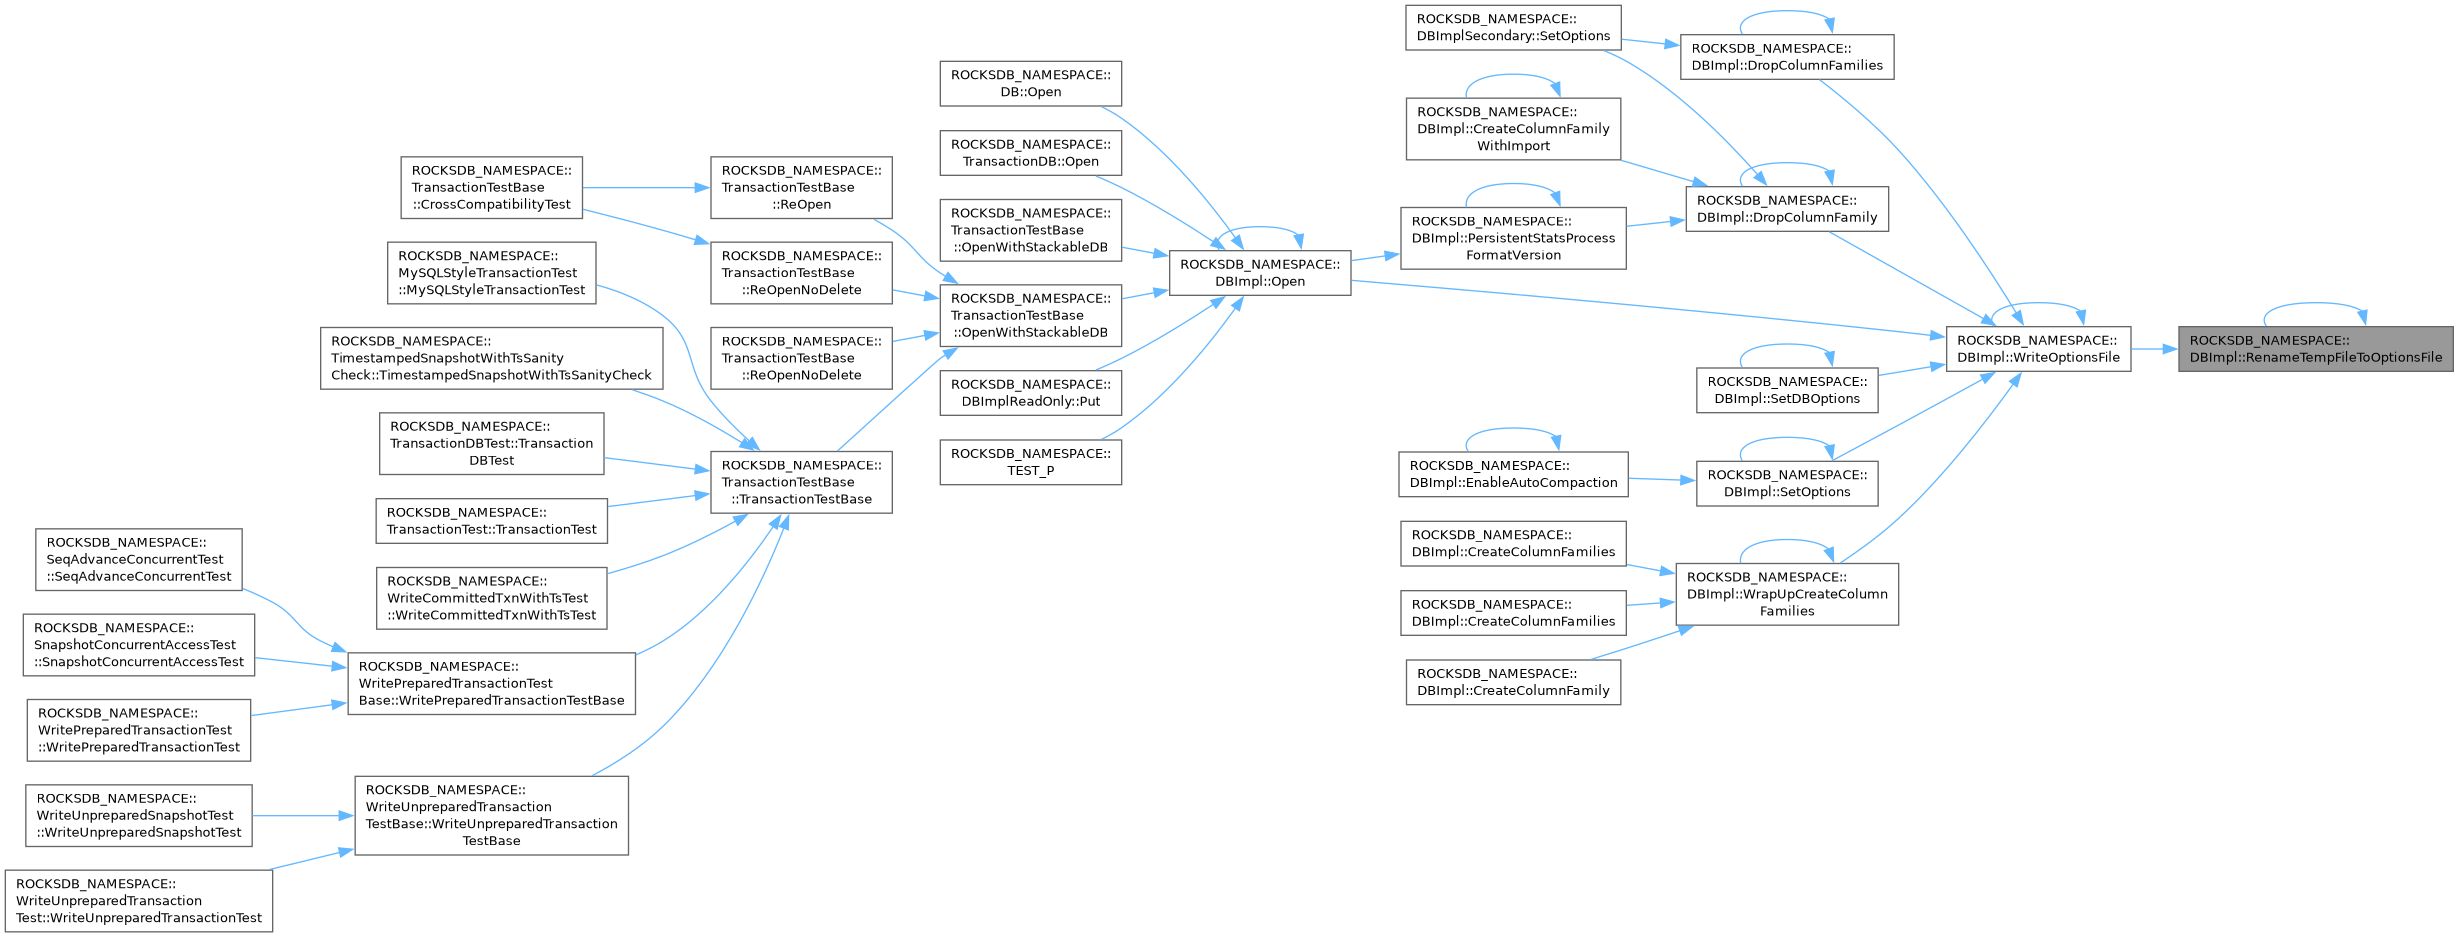 ROCKSDB_NAMESPACE::
DBImplSecondary::SetOptions
ROCKSDB_NAMESPACE::
DBImpl::DropColumnFamilies
ROCKSDB_NAMESPACE::
DB::Open
ROCKSDB_NAMESPACE::
DBImpl::CreateColumnFamily
WithImport
ROCKSDB_NAMESPACE::
TransactionDB::Open
ROCKSDB_NAMESPACE::
TransactionTestBase
::CrossCompatibilityTest
ROCKSDB_NAMESPACE::
TransactionTestBase
::ReOpen
ROCKSDB_NAMESPACE::
TransactionTestBase
::OpenWithStackableDB
ROCKSDB_NAMESPACE::
DBImpl::PersistentStatsProcess
FormatVersion
ROCKSDB_NAMESPACE::
DBImpl::DropColumnFamily
ROCKSDB_NAMESPACE::
MySQLStyleTransactionTest
::MySQLStyleTransactionTest
ROCKSDB_NAMESPACE::
TransactionTestBase
::ReOpenNoDelete
ROCKSDB_NAMESPACE::
DBImpl::Open
ROCKSDB_NAMESPACE::
TransactionTestBase
::OpenWithStackableDB
ROCKSDB_NAMESPACE::
TimestampedSnapshotWithTsSanity
Check::TimestampedSnapshotWithTsSanityCheck
ROCKSDB_NAMESPACE::
TransactionTestBase
::ReOpenNoDelete
ROCKSDB_NAMESPACE::
DBImpl::WriteOptionsFile
ROCKSDB_NAMESPACE::
DBImpl::RenameTempFileToOptionsFile
ROCKSDB_NAMESPACE::
DBImplReadOnly::Put
ROCKSDB_NAMESPACE::
DBImpl::SetDBOptions
ROCKSDB_NAMESPACE::
TransactionDBTest::Transaction
DBTest
ROCKSDB_NAMESPACE::
TransactionTestBase
::TransactionTestBase
ROCKSDB_NAMESPACE::
TEST_P
ROCKSDB_NAMESPACE::
DBImpl::EnableAutoCompaction
ROCKSDB_NAMESPACE::
DBImpl::SetOptions
ROCKSDB_NAMESPACE::
TransactionTest::TransactionTest
ROCKSDB_NAMESPACE::
DBImpl::CreateColumnFamilies
ROCKSDB_NAMESPACE::
SeqAdvanceConcurrentTest
::SeqAdvanceConcurrentTest
ROCKSDB_NAMESPACE::
WriteCommittedTxnWithTsTest
::WriteCommittedTxnWithTsTest
ROCKSDB_NAMESPACE::
DBImpl::CreateColumnFamilies
ROCKSDB_NAMESPACE::
DBImpl::WrapUpCreateColumn
Families
ROCKSDB_NAMESPACE::
SnapshotConcurrentAccessTest
::SnapshotConcurrentAccessTest
ROCKSDB_NAMESPACE::
WritePreparedTransactionTest
Base::WritePreparedTransactionTestBase
ROCKSDB_NAMESPACE::
DBImpl::CreateColumnFamily
ROCKSDB_NAMESPACE::
WritePreparedTransactionTest
::WritePreparedTransactionTest
ROCKSDB_NAMESPACE::
WriteUnpreparedSnapshotTest
::WriteUnpreparedSnapshotTest
ROCKSDB_NAMESPACE::
WriteUnpreparedTransaction
TestBase::WriteUnpreparedTransaction
TestBase
ROCKSDB_NAMESPACE::
WriteUnpreparedTransaction
Test::WriteUnpreparedTransactionTest